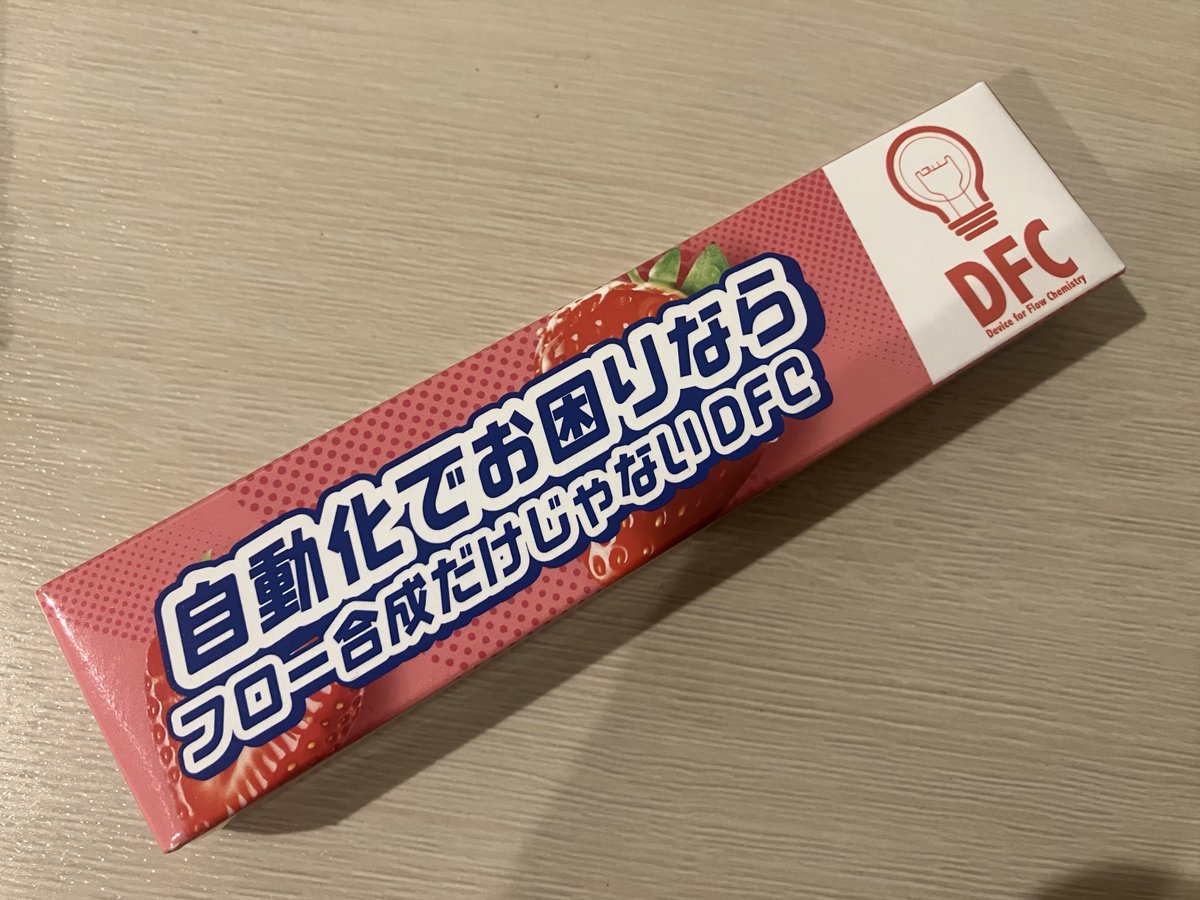 自動化でお困りなら
フロー合成だけじゃないDFC
DFC
Device for Flow Chemistry